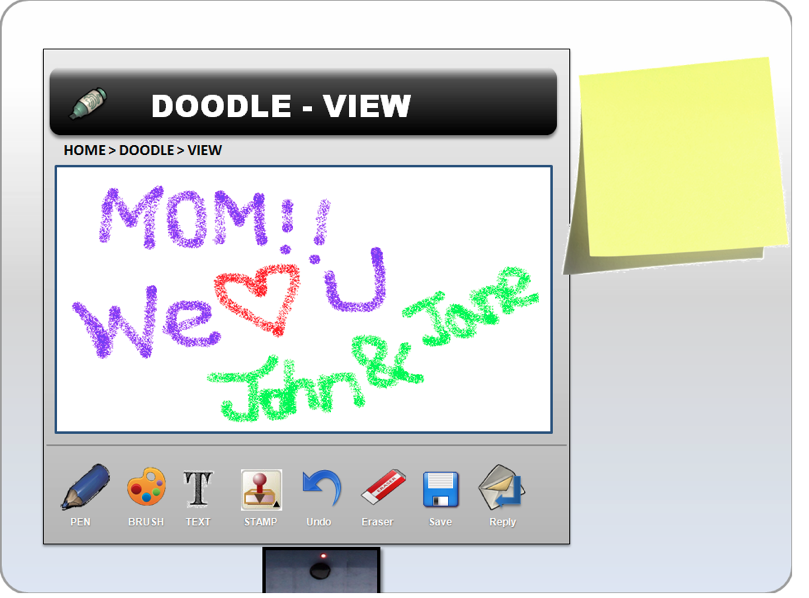 DOODLE - VIEW
HOME > DOODLE > VIEW
MOM!!
We U
John & Jane
PEN BRUSH TEXT STAMP Undo Eraser Save Reply